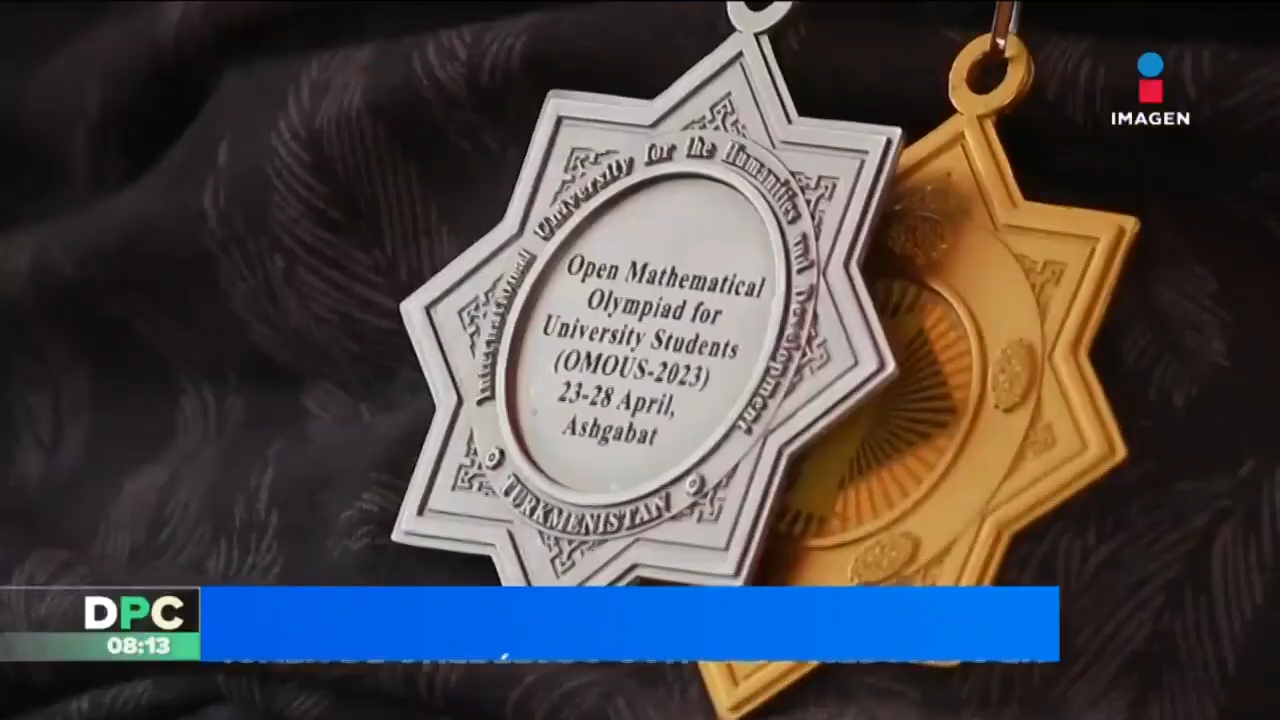 IMAGEN
International University for the Humanities and Development
Open Mathematical
Olympiad for
University Students
(OMOUS-2023)
23-28 April,
Ashgabat
TURKMENISTAN
DPC
08:13